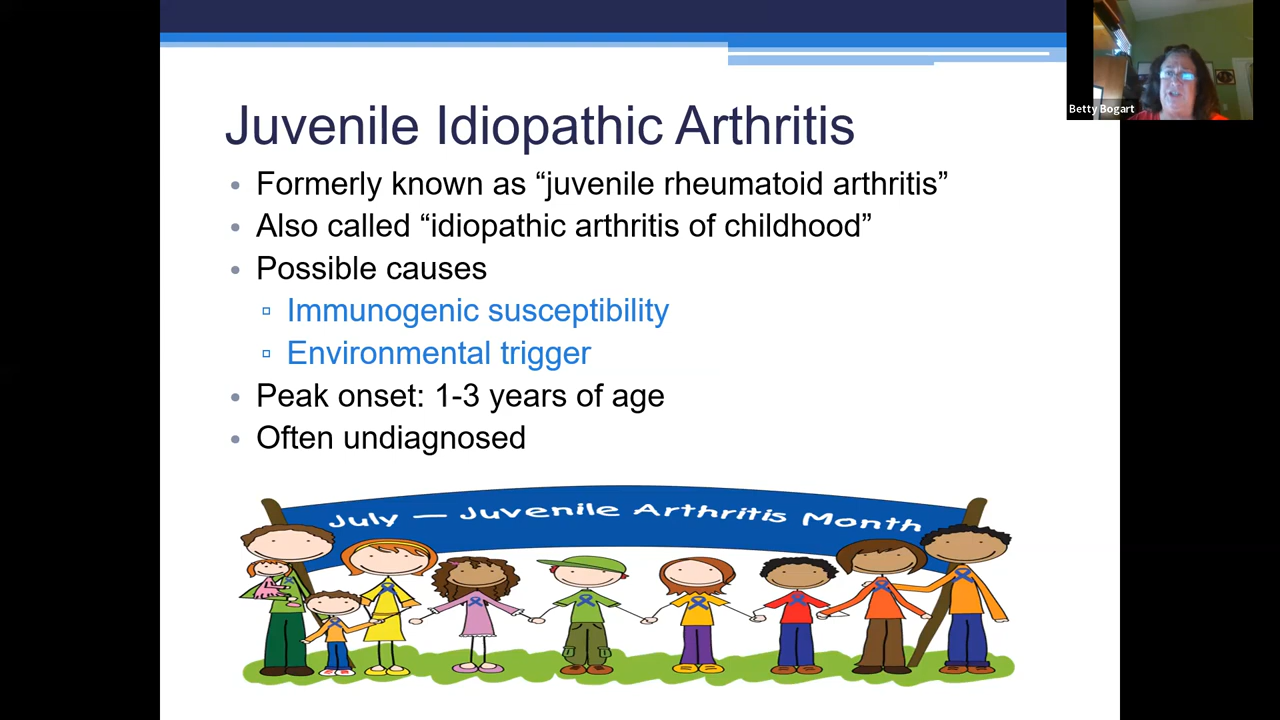 Betty Bogart
Juvenile Idiopathic Arthritis
• Formerly known as “juvenile rheumatoid arthritis”
• Also called “idiopathic arthritis of childhood”
• Possible causes
▫ Immunogenic susceptibility
▫ Environmental trigger
• Peak onset: 1-3 years of age
• Often undiagnosed
July — Juvenile Arthritis Month